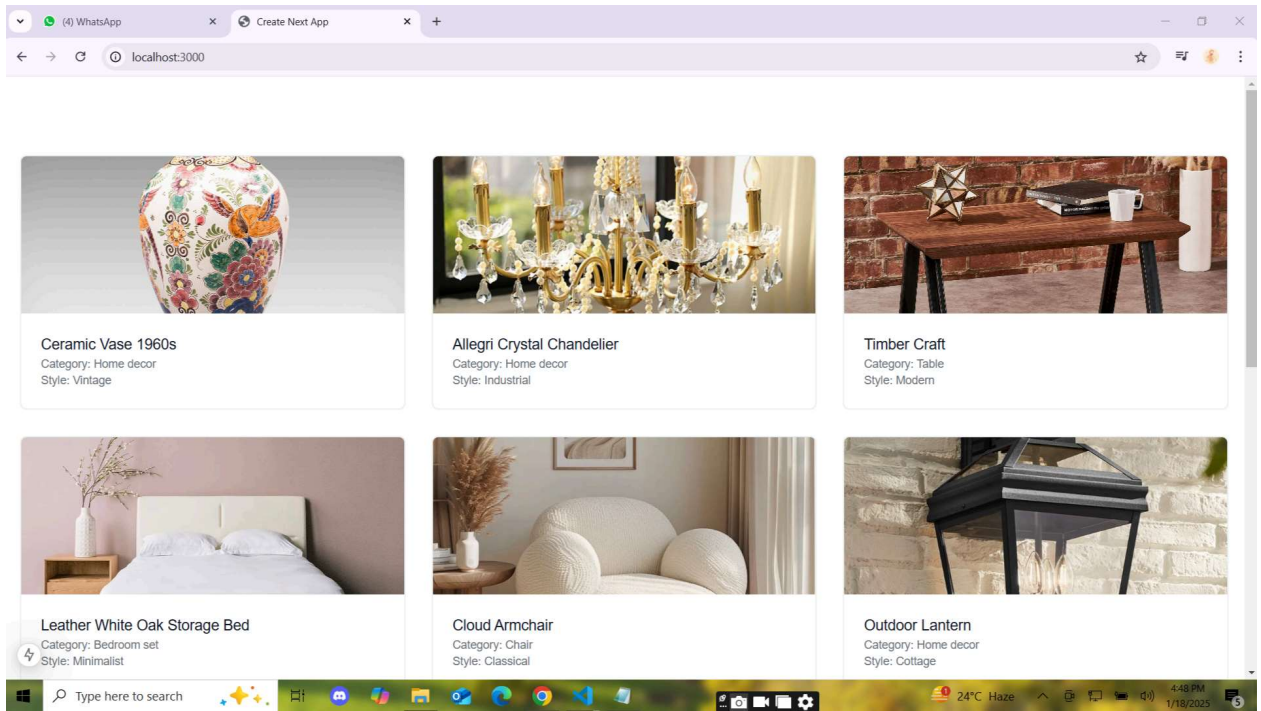 (4) WhatsApp
Create Next App
localhost:3000
Ceramic Vase 1960s
Category: Home decor
Style: Vintage
Allegri Crystal Chandelier
Category: Home decor
Style: Industrial
Timber Craft
Category: Table
Style: Modern
Leather White Oak Storage Bed
Category: Bedroom set
Style: Minimalist
Cloud Armchair
Category: Chair
Style: Classical
Outdoor Lantern
Category: Home decor
Style: Cottage
Type here to search
24°C Haze
4:48 PM
1/18/2025
5